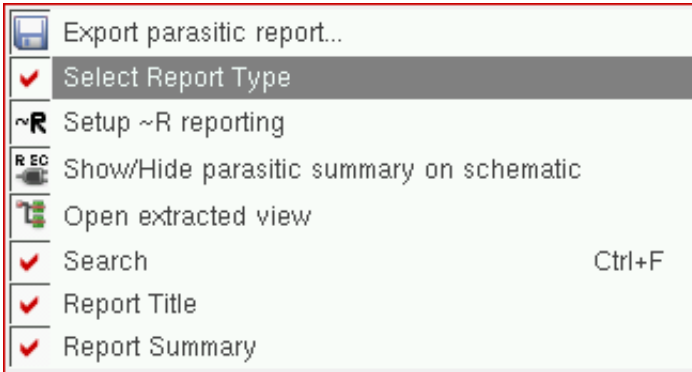 Export parasitic report...
Select Report Type
~R Setup ~R reporting
R EC Show/Hide parasitic summary on schematic
Open extracted view
Search Ctrl+F
Report Title
Report Summary